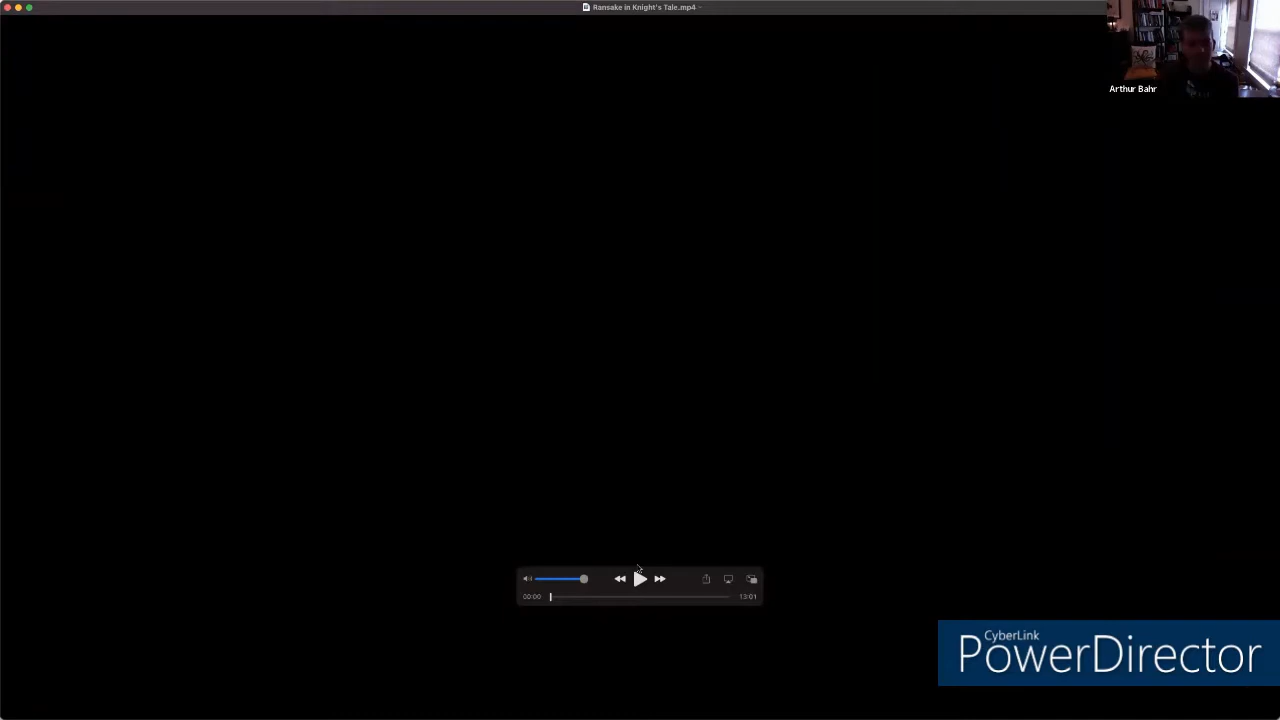 Ransake in Knight's Tale.mp4
Arthur Bahr
00:00
13:01
CyberLink
PowerDirector